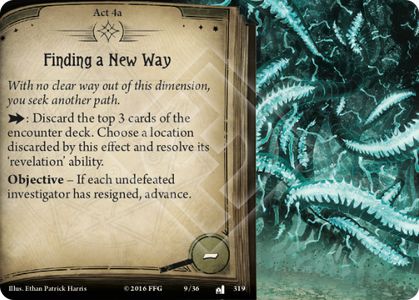 Act 4a
Finding a New Way
With no clear way out of this dimension,
you seek another path.
: Discard the top 3 cards of the
encounter deck. Choose a location
discarded by this effect and resolve its
‘revelation’ ability.
Objective – If each undefeated
investigator has resigned, advance.
–
Illus. Ethan Patrick Harris
© 2016 FFG
9/36
319